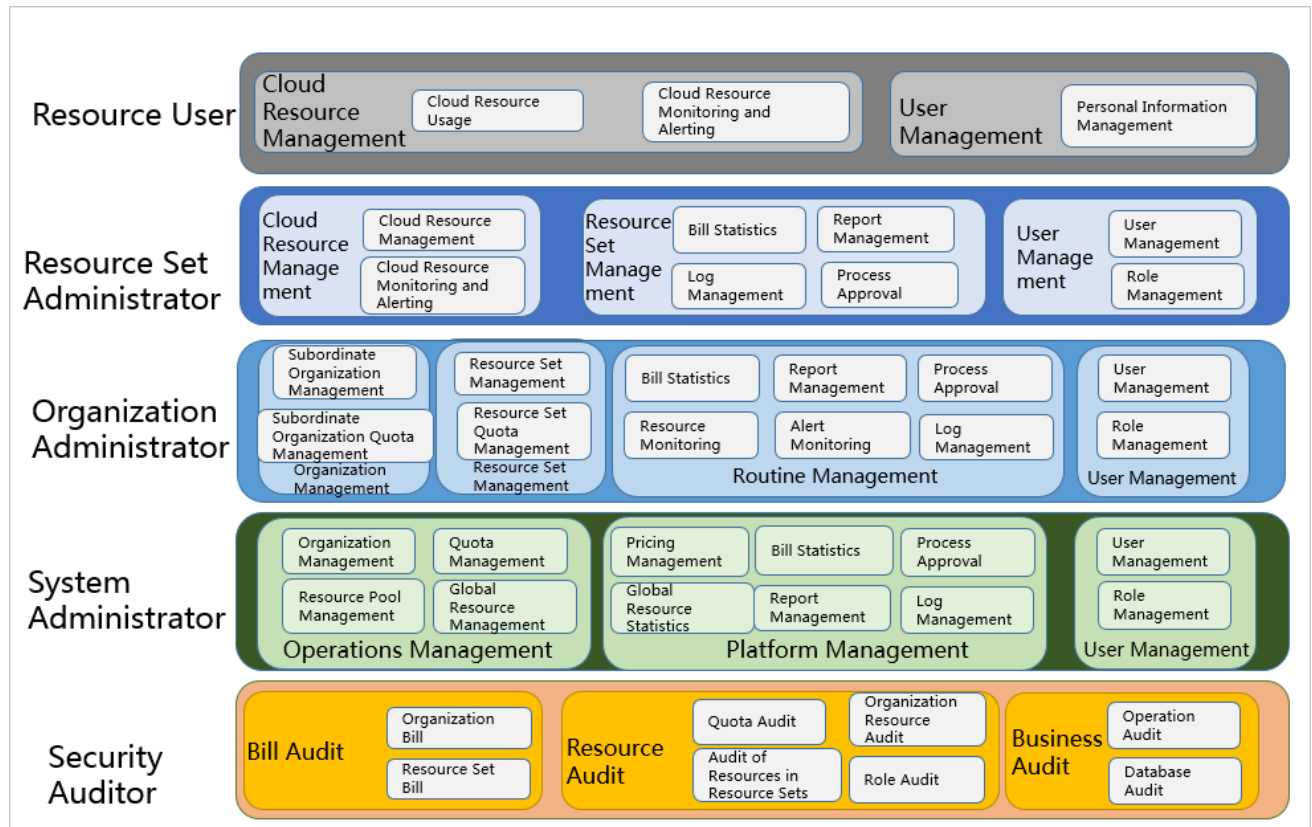 Resource User
Cloud
Resource
Management
Cloud Resource
Usage
Cloud Resource
Monitoring and
Alerting
User
Management
Personal Information
Management
Resource Set
Administrator
Cloud
Resource
Manage
ment
Cloud Resource
Management
Cloud Resource
Monitoring and
Alerting
Resource
Set
Manage
ment
Bill Statistics
Report
Management
Log
Management
Process
Approval
User
Manage
ment
User
Management
Role
Management
Organization
Administrator
Subordinate
Organization
Management
Subordinate
Organization Quota
Management
Organization
Management
Resource Set
Management
Resource Set
Quota
Management
Resource Set
Management
Bill Statistics
Report
Management
Process
Approval
Resource
Monitoring
Alert
Monitoring
Log
Management
Routine Management
User
Management
Role
Management
User Management
System
Administrator
Organization
Management
Quota
Management
Resource Pool
Management
Global
Resource
Management
Operations Management
Pricing
Management
Bill Statistics
Process
Approval
Global
Resource
Statistics
Report
Management
Log
Management
Platform Management
User
Management
Role
Management
User Management
Security
Auditor
Bill Audit
Organization
Bill
Resource Set
Bill
Resource
Audit
Quota Audit
Organization
Resource
Audit
Audit of
Resources in
Resource Sets
Role Audit
Business
Audit
Operation
Audit
Database
Audit